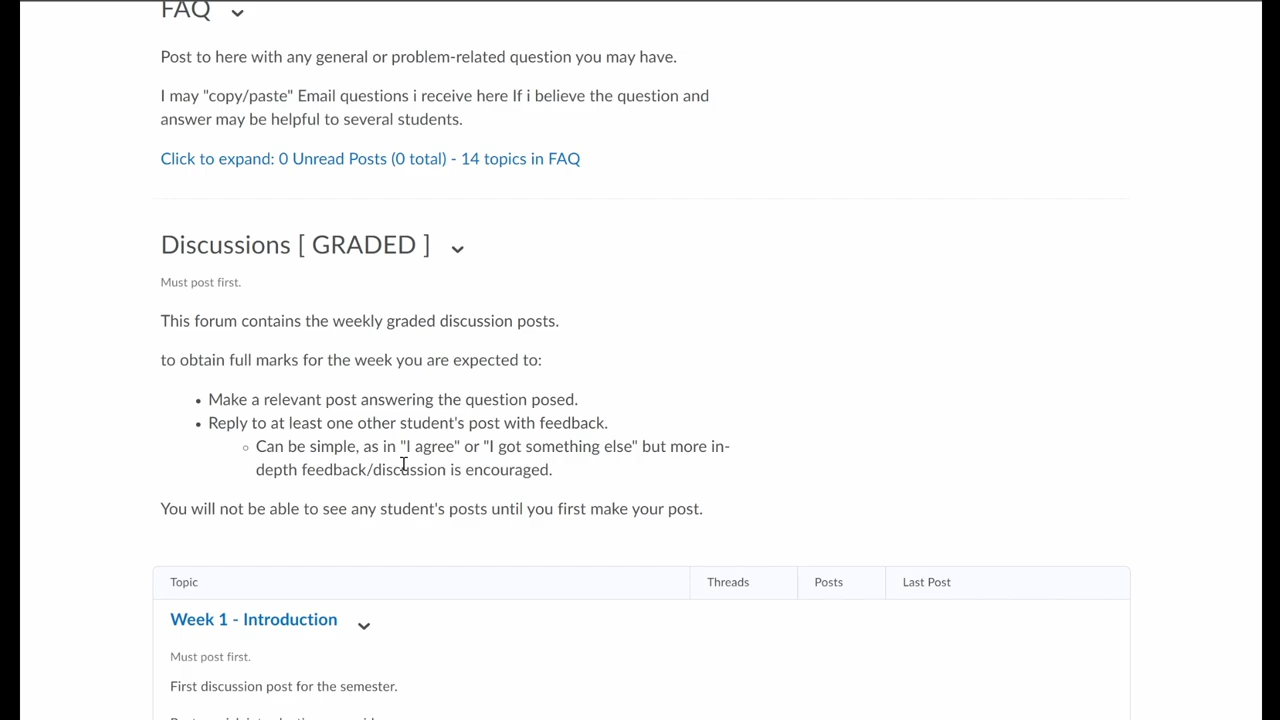 FAQ
Post to here with any general or problem-related question you may have.
I may "copy/paste" Email questions i receive here If i believe the question and
answer may be helpful to several students.
Click to expand: 0 Unread Posts (0 total) - 14 topics in FAQ
Discussions [ GRADED ]
Must post first.
This forum contains the weekly graded discussion posts.
to obtain full marks for the week you are expected to:
• Make a relevant post answering the question posed.
• Reply to at least one other student's post with feedback.
◦ Can be simple, as in "I agree" or "I got something else" but more in-
depth feedback/discussion is encouraged.
You will not be able to see any student's posts until you first make your post.
Topic Threads Posts Last Post
Week 1 - Introduction
Must post first.
First discussion post for the semester.